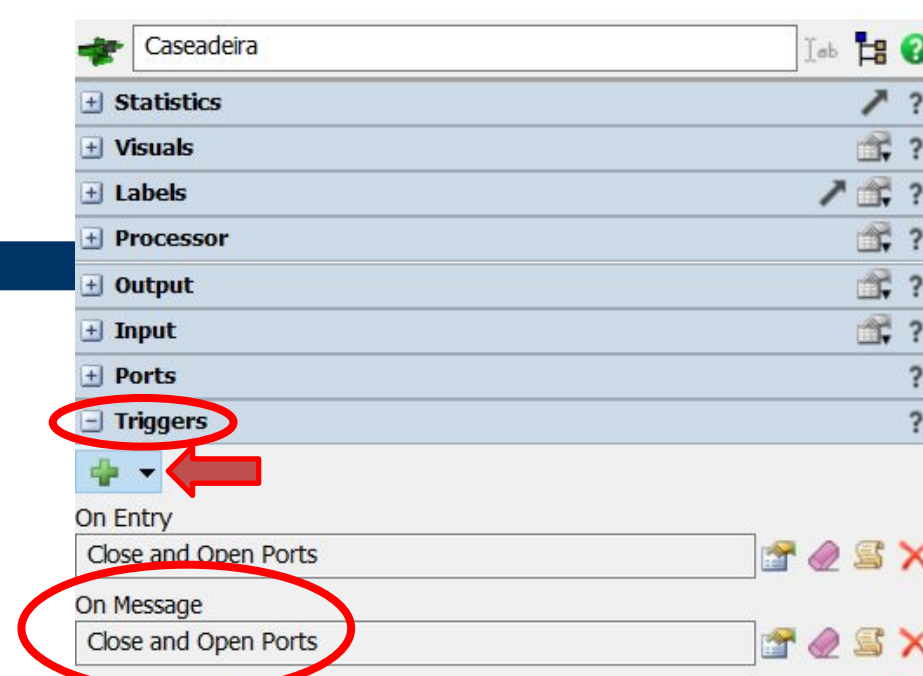 Caseadeira
Statistics ?
Visuals ?
Labels ?
Processor ?
Output ?
Input ?
Ports ?
Triggers ?
On Entry
Close and Open Ports
On Message
Close and Open Ports